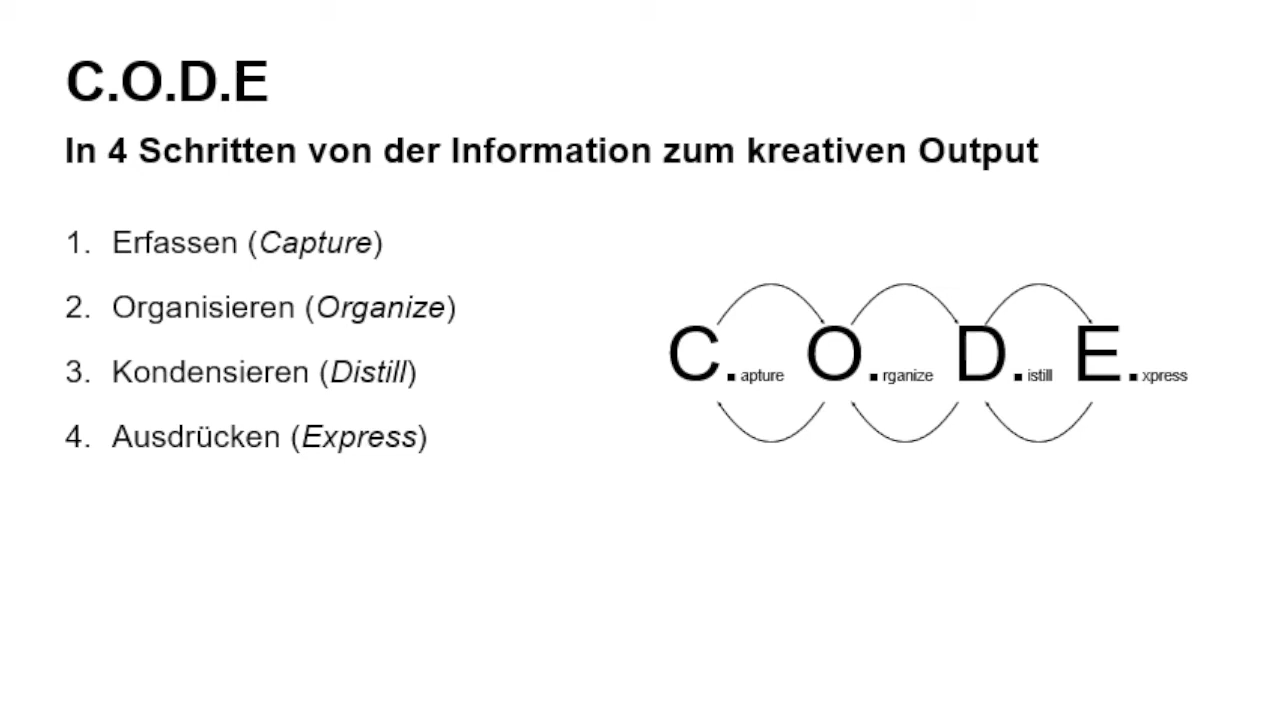 C.O.D.E
In 4 Schritten von der Information zum kreativen Output
1. Erfassen (Capture)
2. Organisieren (Organize)
3. Kondensieren (Distill)
4. Ausdrücken (Express)
C.apture O.rganize D.istill E.xpress